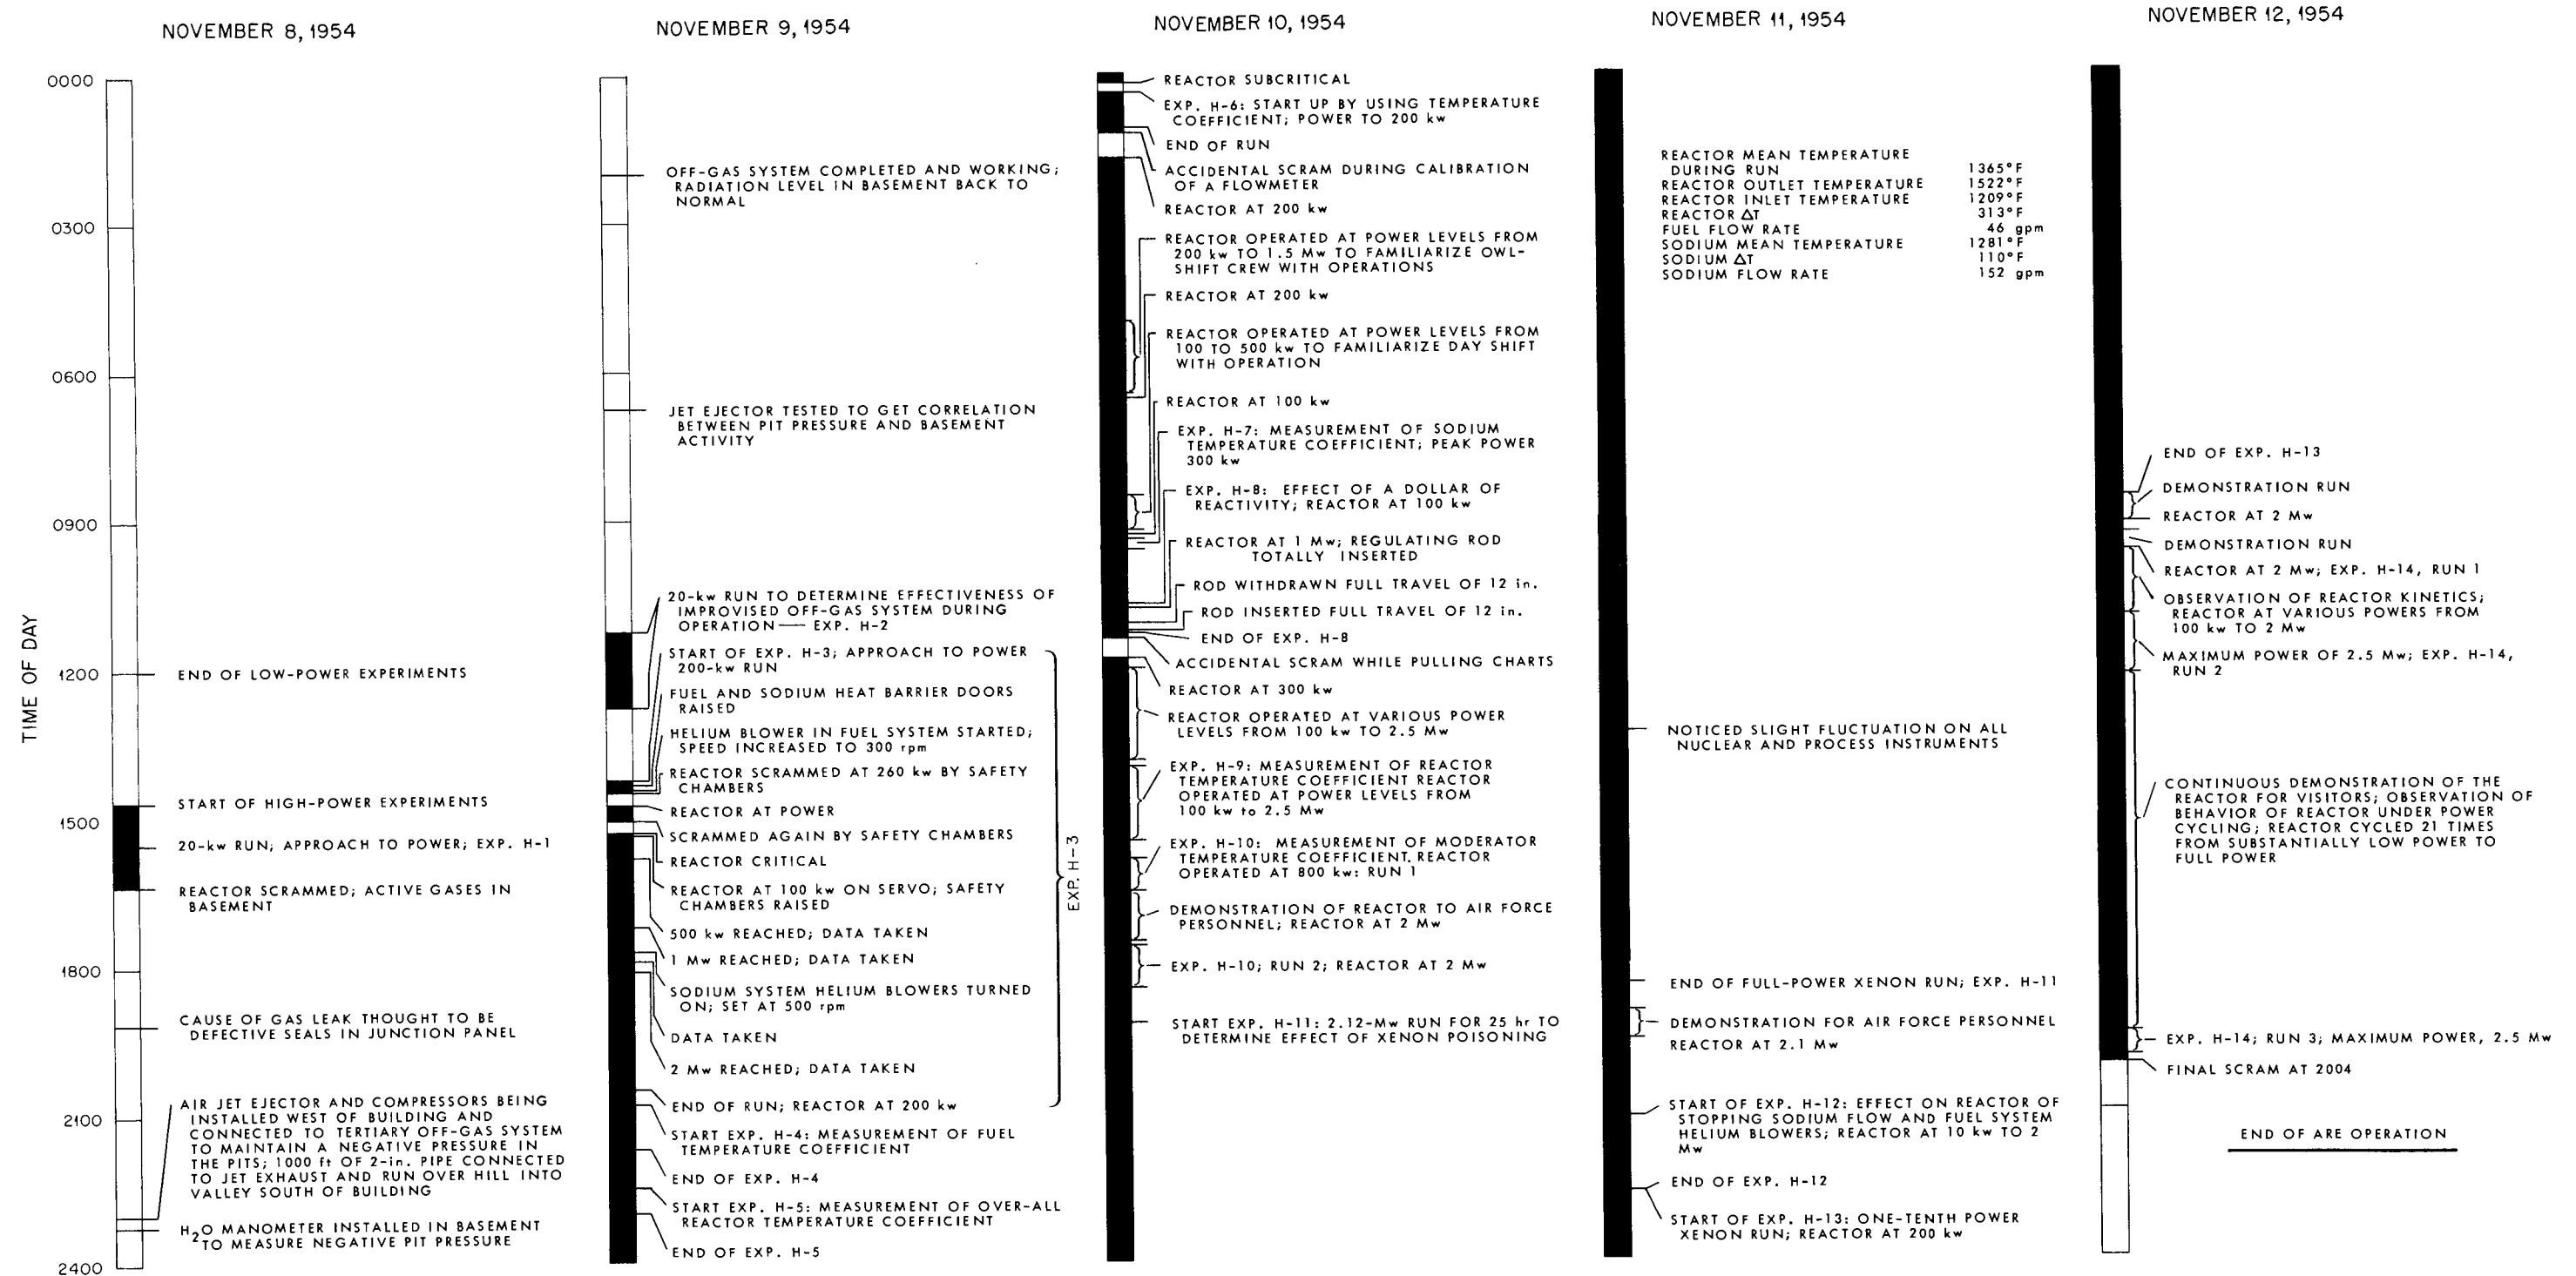 NOVEMBER 8, 1954
NOVEMBER 9, 1954
NOVEMBER 10, 1954
NOVEMBER 11, 1954
NOVEMBER 12, 1954
TIME OF DAY
0000
0300
0600
0900
1200
1500
1800
2100
2400
END OF LOW-POWER EXPERIMENTS
START OF HIGH-POWER EXPERIMENTS
20-kw RUN; APPROACH TO POWER; EXP. H-1
REACTOR SCRAMMED; ACTIVE GASES IN
BASEMENT
CAUSE OF GAS LEAK THOUGHT TO BE
DEFECTIVE SEALS IN JUNCTION PANEL
AIR JET EJECTOR AND COMPRESSORS BEING
INSTALLED WEST OF BUILDING AND
CONNECTED TO TERTIARY OFF-GAS SYSTEM
TO MAINTAIN A NEGATIVE PRESSURE IN
THE PITS; 1000 ft OF 2-in. PIPE CONNECTED
TO JET EXHAUST AND RUN OVER HILL INTO
VALLEY SOUTH OF BUILDING
H2O MANOMETER INSTALLED IN BASEMENT
TO MEASURE NEGATIVE PIT PRESSURE
OFF-GAS SYSTEM COMPLETED AND WORKING;
RADIATION LEVEL IN BASEMENT BACK TO
NORMAL
JET EJECTOR TESTED TO GET CORRELATION
BETWEEN PIT PRESSURE AND BASEMENT
ACTIVITY
20-kw RUN TO DETERMINE EFFECTIVENESS OF
IMPROVISED OFF-GAS SYSTEM DURING
OPERATION — EXP. H-2
START OF EXP. H-3; APPROACH TO POWER
200-kw RUN
FUEL AND SODIUM HEAT BARRIER DOORS
RAISED
HELIUM BLOWER IN FUEL SYSTEM STARTED;
SPEED INCREASED TO 300 rpm
REACTOR SCRAMMED AT 260 kw BY SAFETY
CHAMBERS
REACTOR AT POWER
SCRAMMED AGAIN BY SAFETY CHAMBERS
REACTOR CRITICAL
REACTOR AT 100 kw ON SERVO; SAFETY
CHAMBERS RAISED
500 kw REACHED; DATA TAKEN
1 Mw REACHED; DATA TAKEN
SODIUM SYSTEM HELIUM BLOWERS TURNED
ON; SET AT 500 rpm
DATA TAKEN
2 Mw REACHED; DATA TAKEN
END OF RUN; REACTOR AT 200 kw
START EXP. H-4: MEASUREMENT OF FUEL
TEMPERATURE COEFFICIENT
END OF EXP. H-4
START EXP. H-5: MEASUREMENT OF OVER-ALL
REACTOR TEMPERATURE COEFFICIENT
END OF EXP. H-5
EXP. H-3
REACTOR SUBCRITICAL
EXP. H-6: START UP BY USING TEMPERATURE
COEFFICIENT; POWER TO 200 kw
END OF RUN
ACCIDENTAL SCRAM DURING CALIBRATION
OF A FLOWMETER
REACTOR AT 200 kw
REACTOR OPERATED AT POWER LEVELS FROM
200 kw TO 1.5 Mw TO FAMILIARIZE OWL-
SHIFT CREW WITH OPERATIONS
REACTOR AT 200 kw
REACTOR OPERATED AT POWER LEVELS FROM
100 TO 500 kw TO FAMILIARIZE DAY SHIFT
WITH OPERATION
REACTOR AT 100 kw
EXP. H-7: MEASUREMENT OF SODIUM
TEMPERATURE COEFFICIENT; PEAK POWER
300 kw
EXP. H-8: EFFECT OF A DOLLAR OF
REACTIVITY; REACTOR AT 100 kw
REACTOR AT 1 Mw; REGULATING ROD
TOTALLY INSERTED
ROD WITHDRAWN FULL TRAVEL OF 12 in.
ROD INSERTED FULL TRAVEL OF 12 in.
END OF EXP. H-8
ACCIDENTAL SCRAM WHILE PULLING CHARTS
REACTOR AT 300 kw
REACTOR OPERATED AT VARIOUS POWER
LEVELS FROM 100 kw TO 2.5 Mw
EXP. H-9: MEASUREMENT OF REACTOR
TEMPERATURE COEFFICIENT REACTOR
OPERATED AT POWER LEVELS FROM
100 kw to 2.5 Mw
EXP. H-10: MEASUREMENT OF MODERATOR
TEMPERATURE COEFFICIENT. REACTOR
OPERATED AT 800 kw: RUN 1
DEMONSTRATION OF REACTOR TO AIR FORCE
PERSONNEL; REACTOR AT 2 Mw
EXP. H-10; RUN 2; REACTOR AT 2 Mw
START EXP. H-11: 2.12-Mw RUN FOR 25 hr TO
DETERMINE EFFECT OF XENON POISONING
REACTOR MEAN TEMPERATURE
DURING RUN 1365°F
REACTOR OUTLET TEMPERATURE 1522°F
REACTOR INLET TEMPERATURE 1209°F
REACTOR ΔT 313°F
FUEL FLOW RATE 46 gpm
SODIUM MEAN TEMPERATURE 1281°F
SODIUM ΔT 110°F
SODIUM FLOW RATE 152 gpm
NOTICED SLIGHT FLUCTUATION ON ALL
NUCLEAR AND PROCESS INSTRUMENTS
END OF FULL-POWER XENON RUN; EXP. H-11
DEMONSTRATION FOR AIR FORCE PERSONNEL
REACTOR AT 2.1 Mw
START OF EXP. H-12: EFFECT ON REACTOR OF
STOPPING SODIUM FLOW AND FUEL SYSTEM
HELIUM BLOWERS; REACTOR AT 10 kw TO 2
Mw
END OF EXP. H-12
START OF EXP. H-13: ONE-TENTH POWER
XENON RUN; REACTOR AT 200 kw
END OF EXP. H-13
DEMONSTRATION RUN
REACTOR AT 2 Mw
DEMONSTRATION RUN
REACTOR AT 2 Mw; EXP. H-14, RUN 1
OBSERVATION OF REACTOR KINETICS;
REACTOR AT VARIOUS POWERS FROM
100 kw TO 2 Mw
MAXIMUM POWER OF 2.5 Mw; EXP. H-14,
RUN 2
CONTINUOUS DEMONSTRATION OF THE
REACTOR FOR VISITORS; OBSERVATION OF
BEHAVIOR OF REACTOR UNDER POWER
CYCLING; REACTOR CYCLED 21 TIMES
FROM SUBSTANTIALLY LOW POWER TO
FULL POWER
EXP. H-14; RUN 3; MAXIMUM POWER, 2.5 Mw
FINAL SCRAM AT 2004
END OF ARE OPERATION